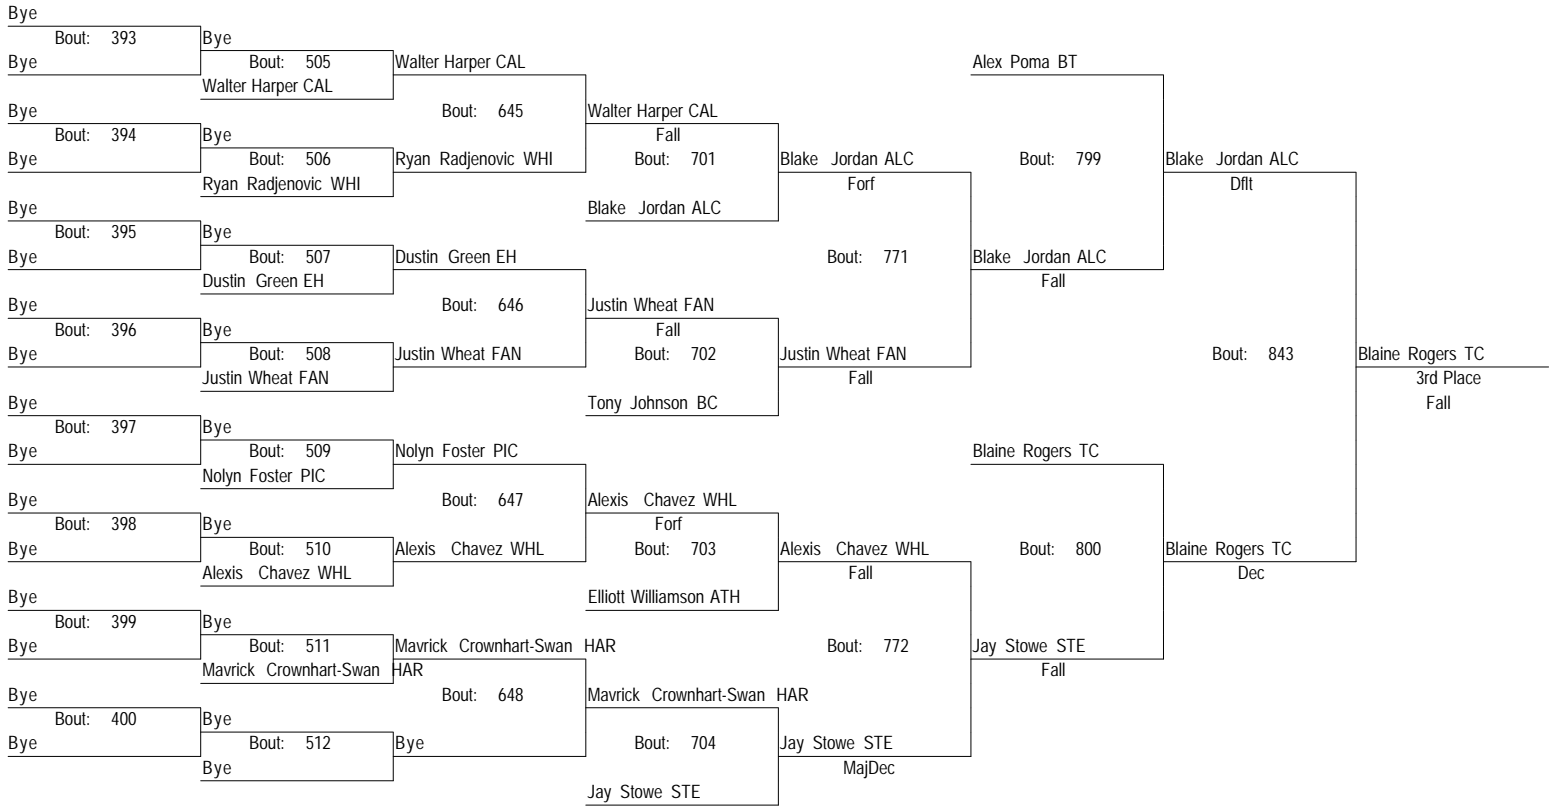 Bye
Bout: 393 Bye
Bye Bout: 505 Walter Harper CAL Alex Poma BT
Walter Harper CAL
Bye Bout: 645 Walter Harper CAL
Bout: 394 Bye Fall
Bye Bout: 506 Ryan Radjenovic WHI Bout: 701 Blake Jordan ALC Bout: 799 Blake Jordan ALC
Ryan Radjenovic WHI Forf Dflt
Bye Blake Jordan ALC
Bout: 395 Bye
Bye Bout: 507 Dustin Green EH Bout: 771 Blake Jordan ALC
Dustin Green EH Fall
Bye Bout: 646 Justin Wheat FAN
Bout: 396 Bye Fall
Bye Bout: 508 Justin Wheat FAN Bout: 702 Justin Wheat FAN Bout: 843 Blaine Rogers TC
Justin Wheat FAN Fall 3rd Place
Bye Tony Johnson BC Fall
Bout: 397 Bye
Bye Bout: 509 Nolyn Foster PIC Blaine Rogers TC
Nolyn Foster PIC
Bye Bout: 647 Alexis Chavez WHL
Bout: 398 Bye Forf
Bye Bout: 510 Alexis Chavez WHL Bout: 703 Alexis Chavez WHL Bout: 800 Blaine Rogers TC
Alexis Chavez WHL Fall Dec
Bye Elliott Williamson ATH
Bout: 399 Bye
Bye Bout: 511 Mavrick Crownhart-Swan HAR Bout: 772 Jay Stowe STE
Mavrick Crownhart-Swan HAR Fall
Bye Bout: 648 Mavrick Crownhart-Swan HAR
Bout: 400 Bye
Bye Bout: 512 Bye Bout: 704 Jay Stowe STE
Bye MajDec
Jay Stowe STE